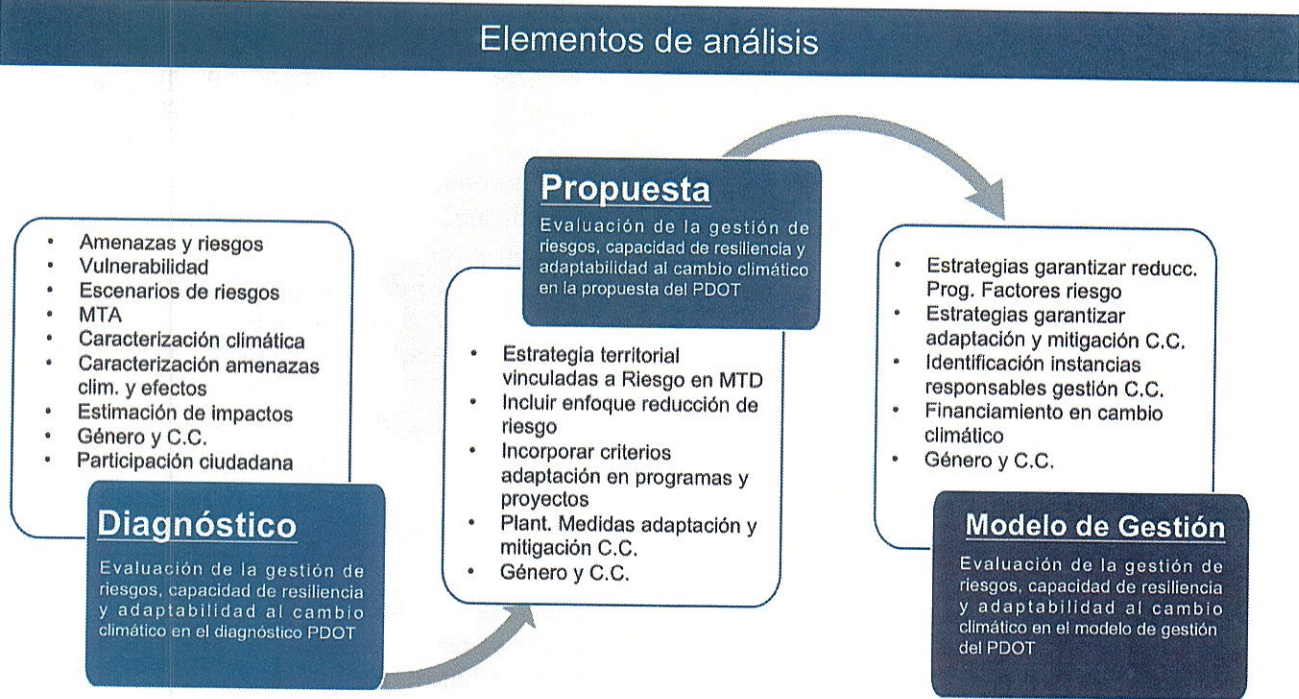 Elementos de análisis
• Amenazas y riesgos
• Vulnerabilidad
• Escenarios de riesgos
• MTA
• Caracterización climática
• Caracterización amenazas
clim. y efectos
• Estimación de impactos
• Género y C.C.
• Participación ciudadana
Diagnóstico
Evaluación de la gestión de
riesgos, capacidad de resiliencia
y adaptabilidad al cambio
climático en el diagnóstico PDOT
Propuesta
Evaluación de la gestión de
riesgos, capacidad de resiliencia y
adaptabilidad al cambio climático
en la propuesta del PDOT
• Estrategia territorial
vinculadas a Riesgo en MTD
• Incluir enfoque reducción de
riesgo
• Incorporar criterios
adaptación en programas y
proyectos
• Plant. Medidas adaptación y
mitigación C.C.
• Género y C.C.
• Estrategias garantizar reducc.
Prog. Factores riesgo
• Estrategias garantizar
adaptación y mitigación C.C.
• Identificación instancias
responsables gestión C.C.
• Financiamiento en cambio
climático
• Género y C.C.
Modelo de Gestión
Evaluación de la gestión de
riesgos, capacidad de resiliencia
y adaptabilidad al cambio
climático en el modelo de gestión
del PDOT